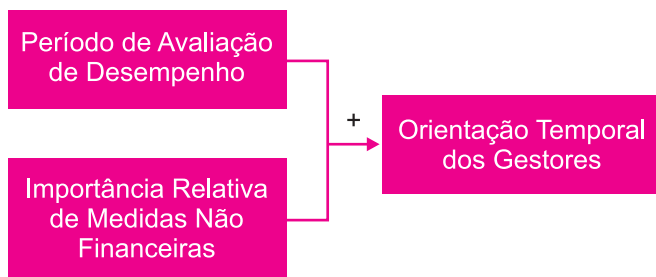 Período de Avaliação
de Desempenho
+
Orientação Temporal
dos Gestores
Importância Relativa
de Medidas Não
Financeiras